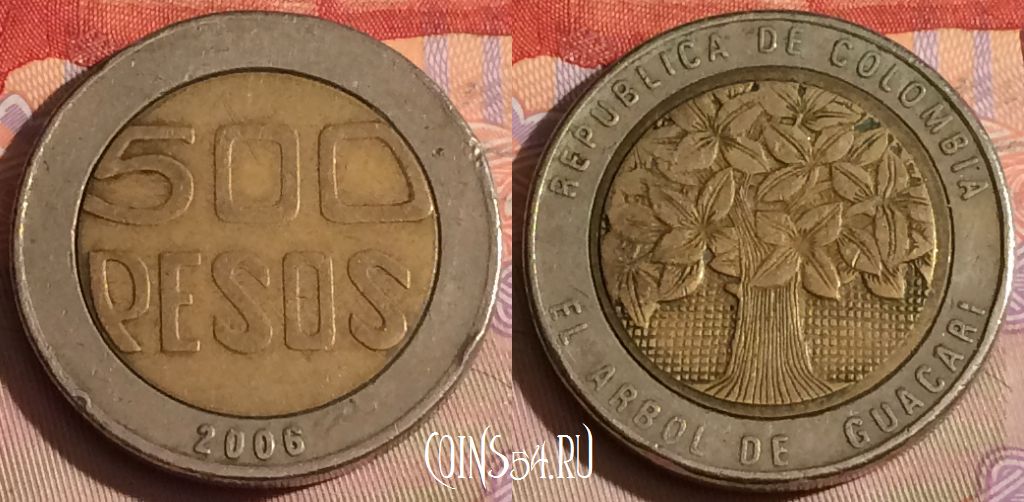 500
PESOS
2006
REPUBLICA DE COLOMBIA
EL ARBOL DE GUACARI
COINS54.RU